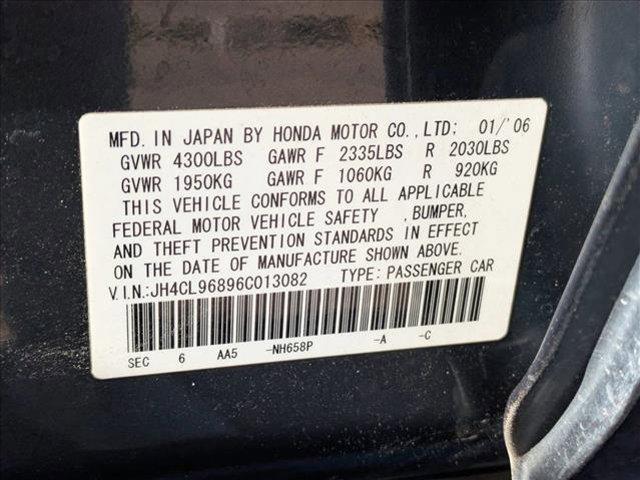 MFD. IN JAPAN BY HONDA MOTOR CO., LTD: 01/'06
GVWR 4300LBS GAWR F 2335LBS R 2030LBS
GVWR 1950KG GAWR F 1060KG R 920KG
THIS VEHICLE CONFORMS TO ALL APPLICABLE
FEDERAL MOTOR VEHICLE SAFETY , BUMPER,
AND THEFT PREVENTION STANDARDS IN EFFECT
ON THE DATE OF MANUFACTURE SHOWN ABOVE.
V.I.N.:JH4CL96896C013082 TYPE: PASSENGER CAR
SEC 6 AA5 -NH658P -A -C